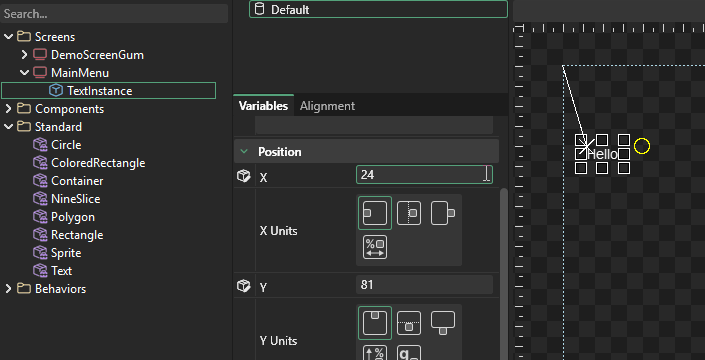 Search...
Screens
DemoScreenGum
MainMenu
TextInstance
Components
Standard
Circle
ColoredRectangle
Container
NineSlice
Polygon
Rectangle
Sprite
Text
Behaviors
Default
Variables Alignment
Position
X 24
X Units
%
Y 81
Y Units
%
g
Hello